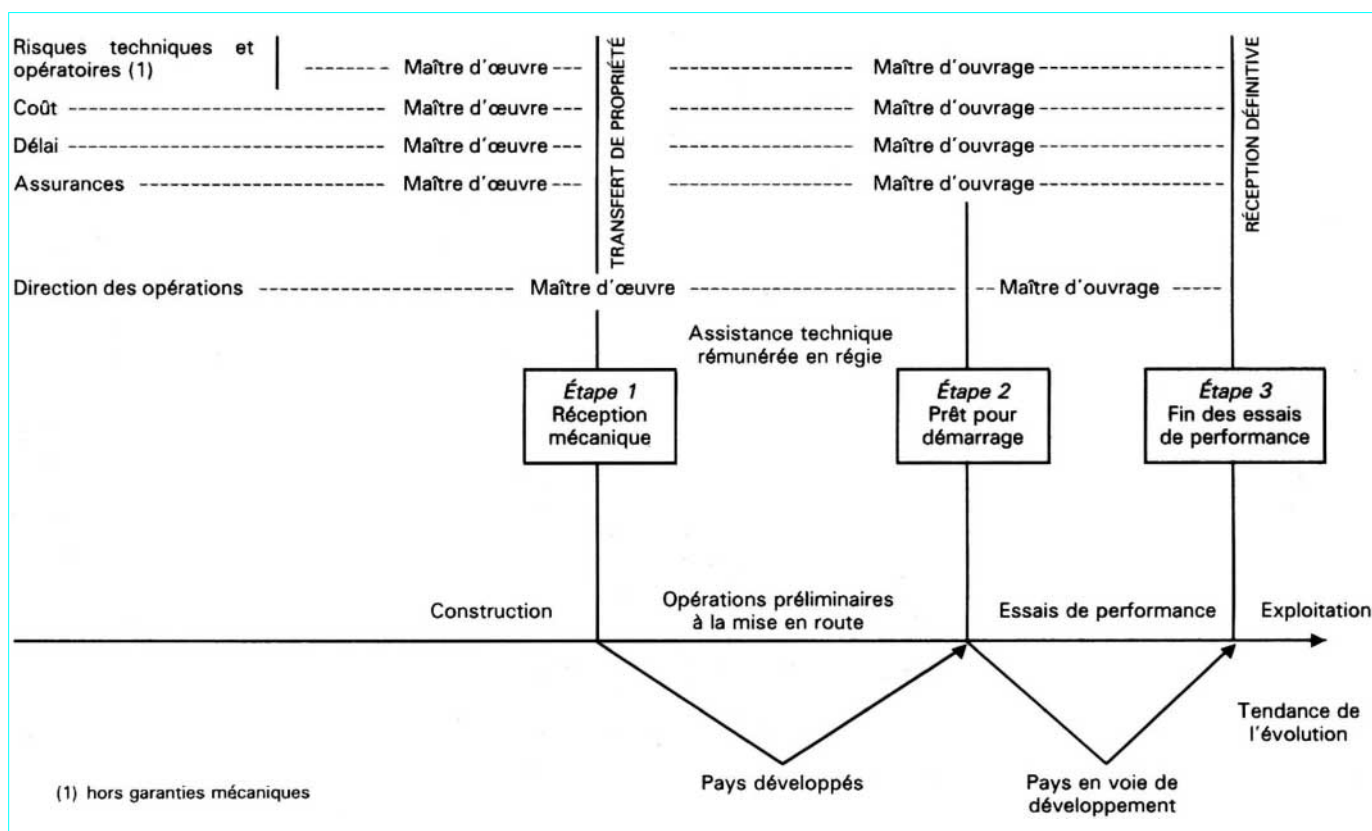 Risques techniques et
opératoires (1)
Maître d'œuvre
Maître d'ouvrage
Coût
Maître d'œuvre
Maître d'ouvrage
Délai
Maître d'œuvre
Maître d'ouvrage
Assurances
Maître d'œuvre
Maître d'ouvrage
TRANSFERT DE PROPRIÉTÉ
RÉCEPTION DÉFINITIVE
Direction des opérations
Maître d'œuvre
Maître d'ouvrage
Assistance technique
rémunérée en régie
Étape 1
Réception
mécanique
Étape 2
Prêt pour
démarrage
Étape 3
Fin des essais
de performance
Construction
Opérations préliminaires
à la mise en route
Essais de performance
Exploitation
Tendance de
l'évolution
Pays développés
Pays en voie de
développement
(1) hors garanties mécaniques